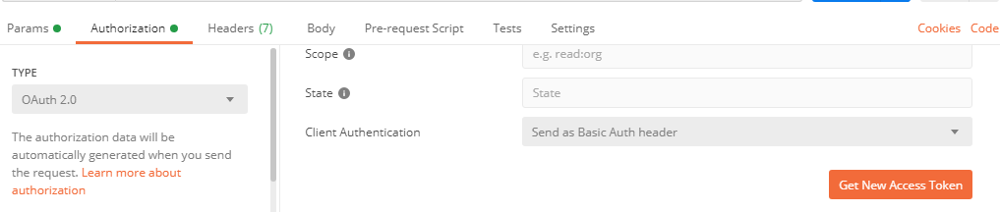 Params Authorization Headers (7) Body Pre-request Script Tests Settings Cookies Code
TYPE
OAuth 2.0
The authorization data will be
automatically generated when you send
the request. Learn more about
authorization
Scope e.g. read:org
State State
Client Authentication Send as Basic Auth header
Get New Access Token